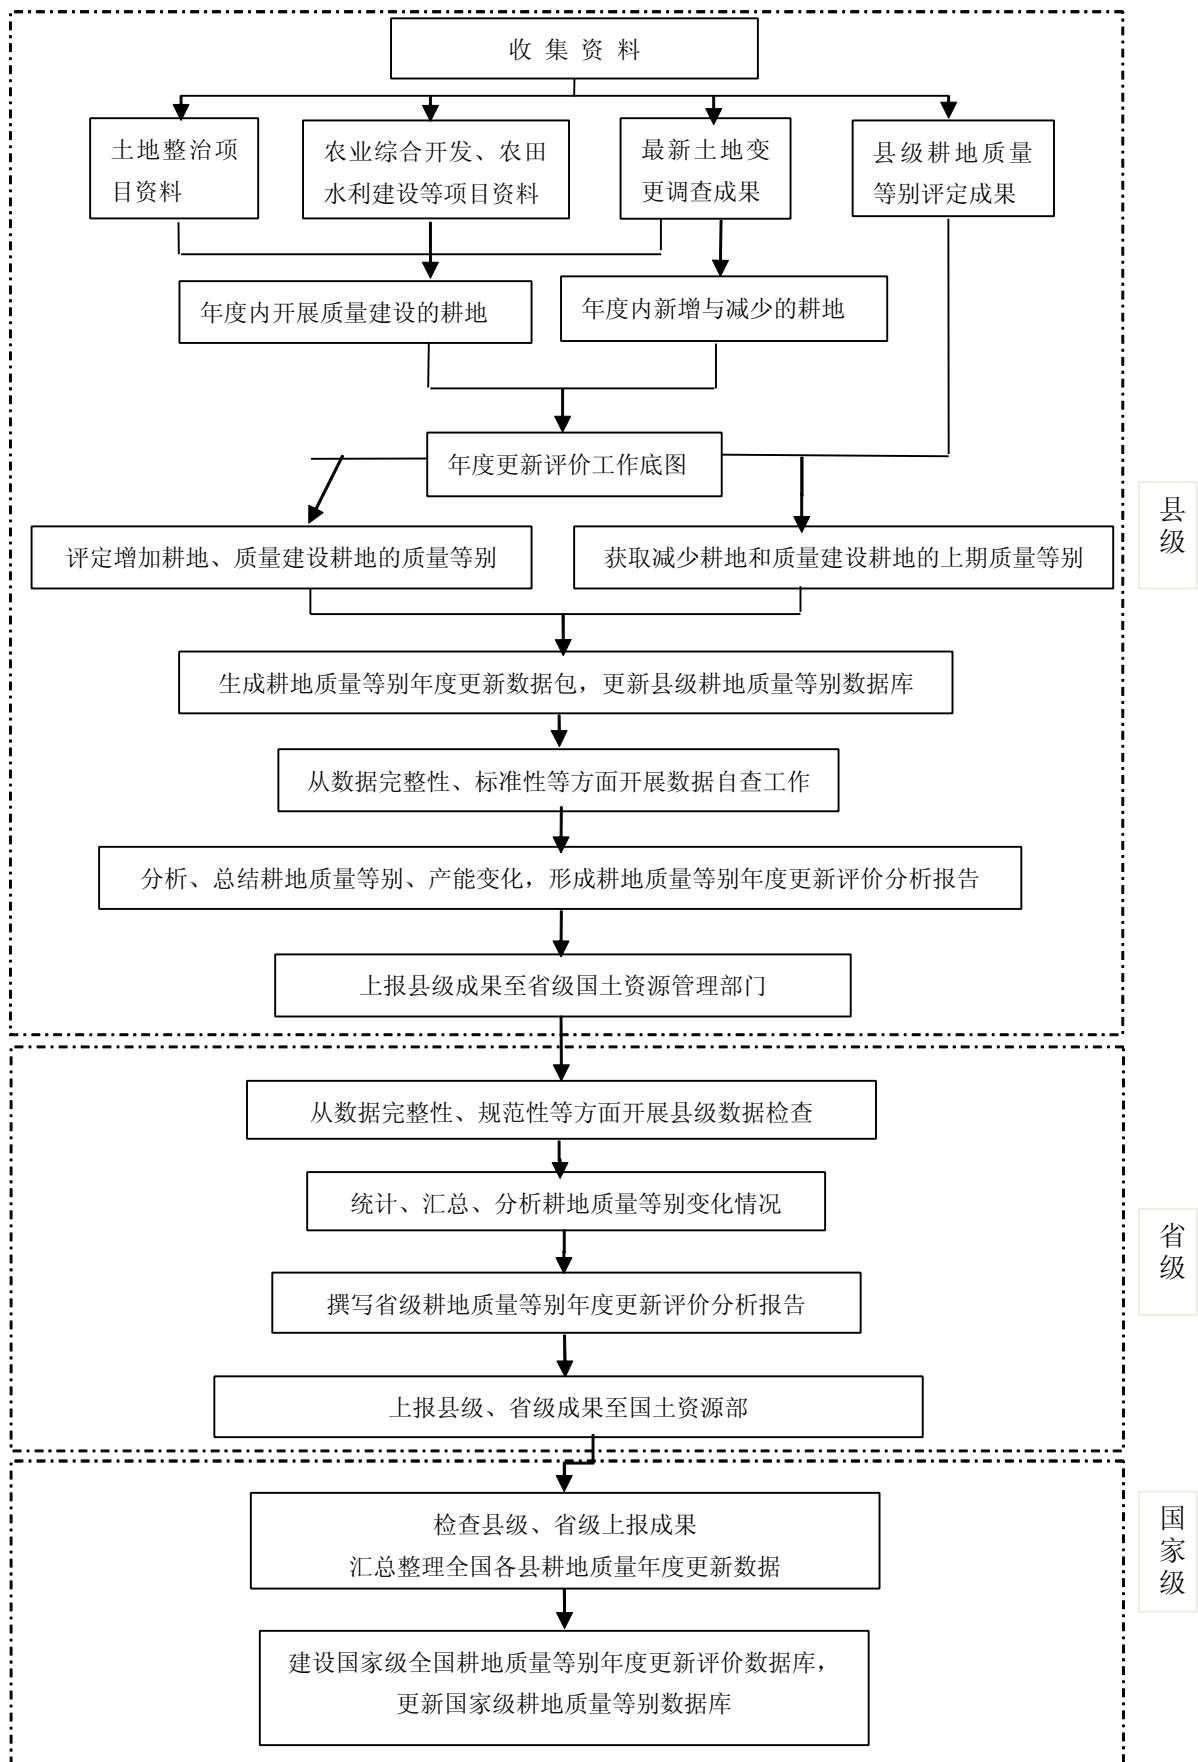 收 集 资 料
土地整治项
目资料
农业综合开发、农田
水利建设等项目资料
最新土地变
更调查成果
县级耕地质量
等别评定成果
年度内开展质量建设的耕地
年度内新增与减少的耕地
年度更新评价工作底图
评定增加耕地、质量建设耕地的质量等别
获取减少耕地和质量建设耕地的上期质量等别
生成耕地质量等别年度更新数据包，更新县级耕地质量等别数据库
从数据完整性、标准性等方面开展数据自查工作
分析、总结耕地质量等别、产能变化，形成耕地质量等别年度更新评价分析报告
上报县级成果至省级国土资源管理部门
县
级
从数据完整性、规范性等方面开展县级数据检查
统计、汇总、分析耕地质量等别变化情况
撰写省级耕地质量等别年度更新评价分析报告
上报县级、省级成果至国土资源部
省
级
检查县级、省级上报成果
汇总整理全国各县耕地质量年度更新数据
建设国家级全国耕地质量等别年度更新评价数据库，
更新国家级耕地质量等别数据库
国
家
级